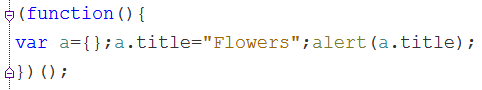 (function(){
var a={};a.title="Flowers";alert(a.title);
})();